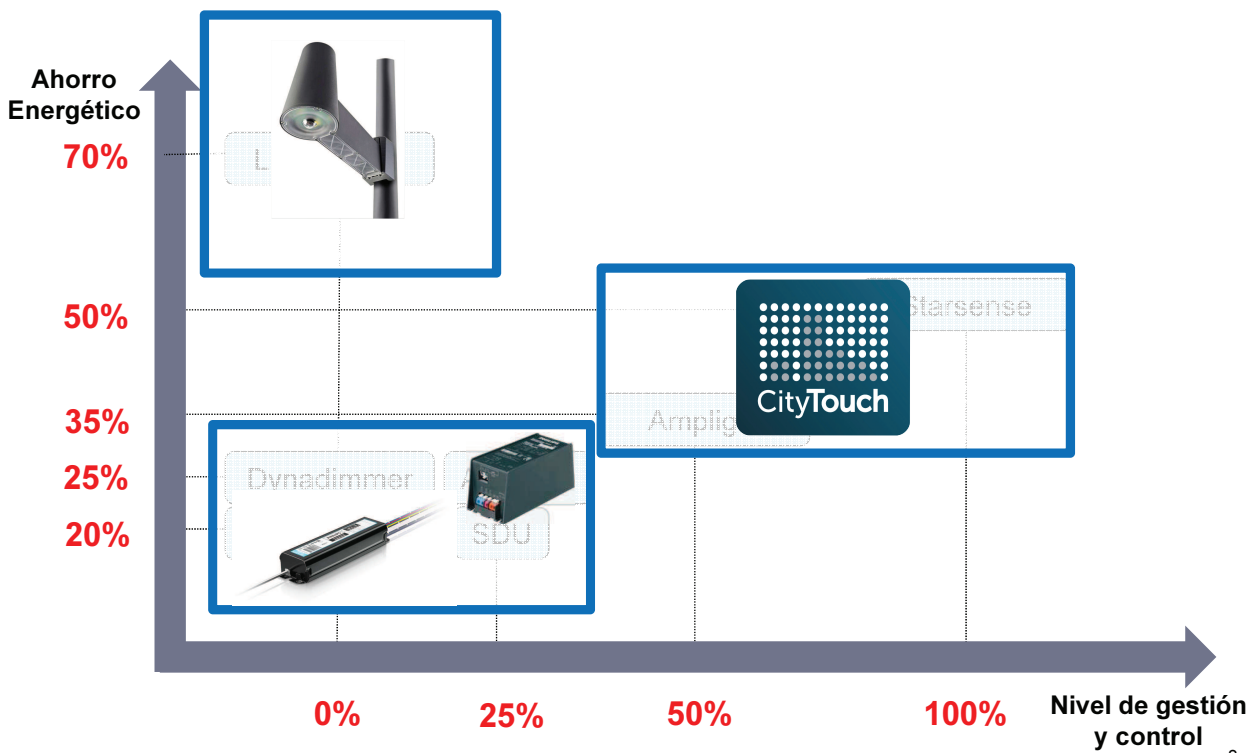 Ahorro
Energético
70%
50%
Starsense
CityTouch
35%
25%
Dynadimmer
20%
SDU
0%
25%
50%
100%
Nivel de gestión
y control